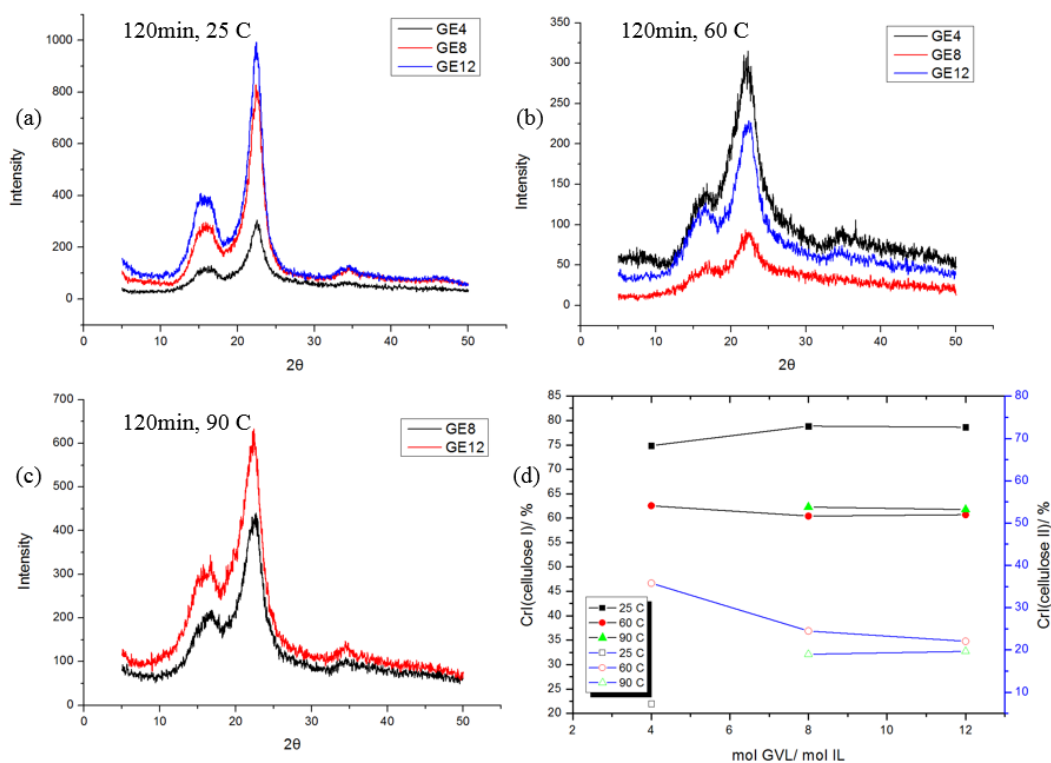 (a)
120min, 25 C
GE4
GE8
GE12
Intensity
1000
800
600
400
200
0
0 10 20 30 40 50
2θ
(b)
120min, 60 C
GE4
GE8
GE12
Intensity
350
300
250
200
150
100
50
0
0 10 20 30 40 50
2θ
(c)
120min, 90 C
GE8
GE12
Intensity
700
600
500
400
300
200
100
0
0 10 20 30 40 50
2θ
(d)
CrI(cellulose I)/ %
85
80
75
70
65
60
55
50
45
40
35
30
25
20
25 C
60 C
90 C
25 C
60 C
90 C
2 4 6 8 10 12
mol GVL/ mol IL
80
70
60
50
40
30
20
10
CrI(cellulose II)/ %